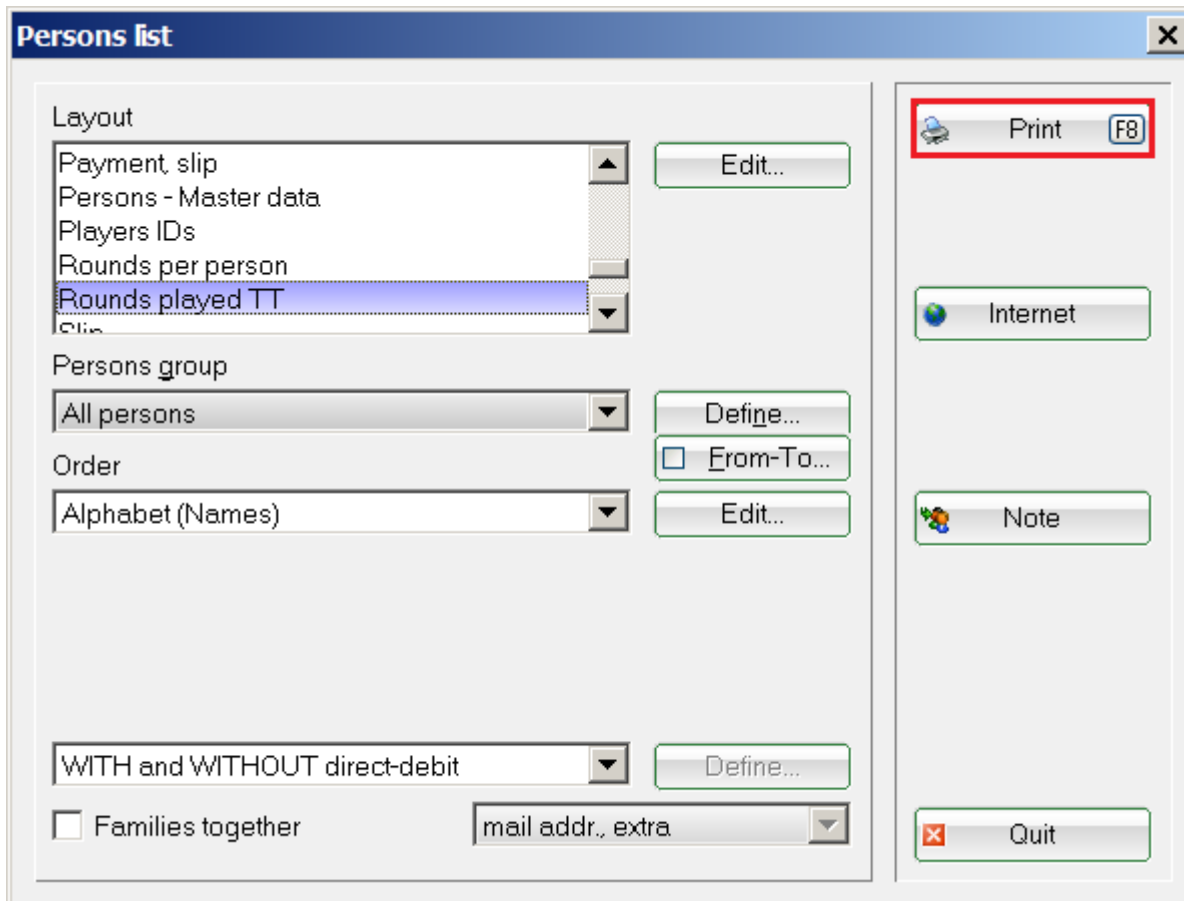 Persons list
Layout
Payment, slip
Persons - Master data
Players IDs
Rounds per person
Rounds played TT
Slip
Edit...
Persons group
All persons
Define...
From-To...
Order
Alphabet (Names)
Edit...
WITH and WITHOUT direct-debit
Define...
Families together
mail addr., extra
Print F8
Internet
Note
Quit